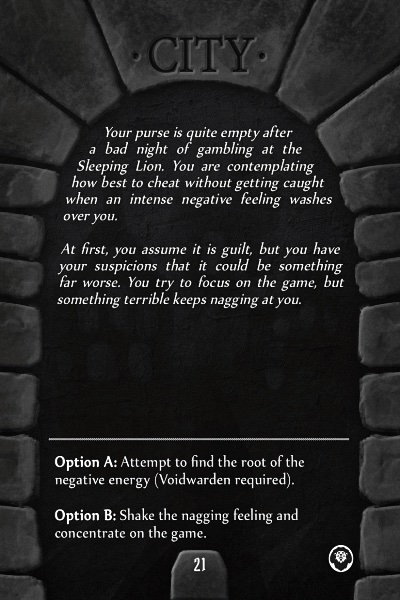 · CITY ·
Your purse is quite empty after
a bad night of gambling at the
Sleeping Lion. You are contemplating
how best to cheat without getting caught
when an intense negative feeling washes
over you.
At first, you assume it is guilt, but you have
your suspicions that it could be something
far worse. You try to focus on the game, but
something terrible keeps nagging at you.
Option A: Attempt to find the root of the
negative energy (Voidwarden required).
Option B: Shake the nagging feeling and
concentrate on the game.
21